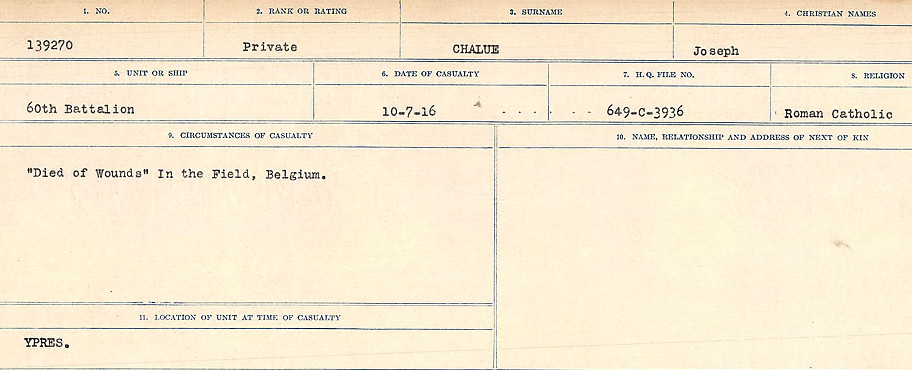 1. NO.
2. RANK OR RATING
3. SURNAME
4. CHRISTIAN NAMES
139270
Private
CHALUE
Joseph
5. UNIT OR SHIP
6. DATE OF CASUALTY
7. H.Q. FILE NO.
8. RELIGION
60th Battalion
10-7-16
649-C-3936
Roman Catholic
9. CIRCUMSTANCES OF CASUALTY
"Died of Wounds" In the Field, Belgium.
10. NAME, RELATIONSHIP AND ADDRESS OF NEXT OF KIN
11. LOCATION OF UNIT AT TIME OF CASUALTY
YPRES.